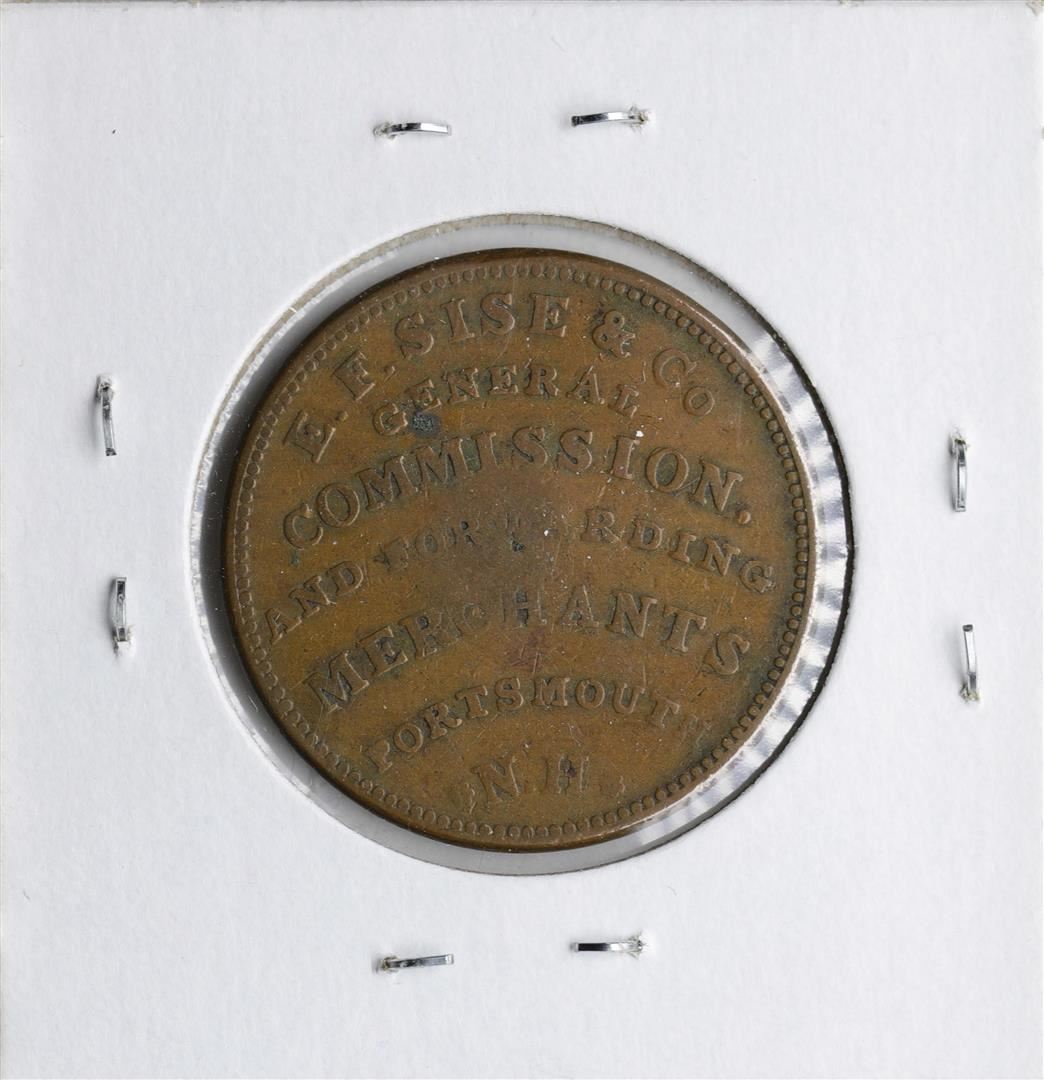 E. F. SISE & Co
GENERAL
COMMISSION.
AND FORWARDING
MERCHANTS
PORTSMOUTH
N. H.